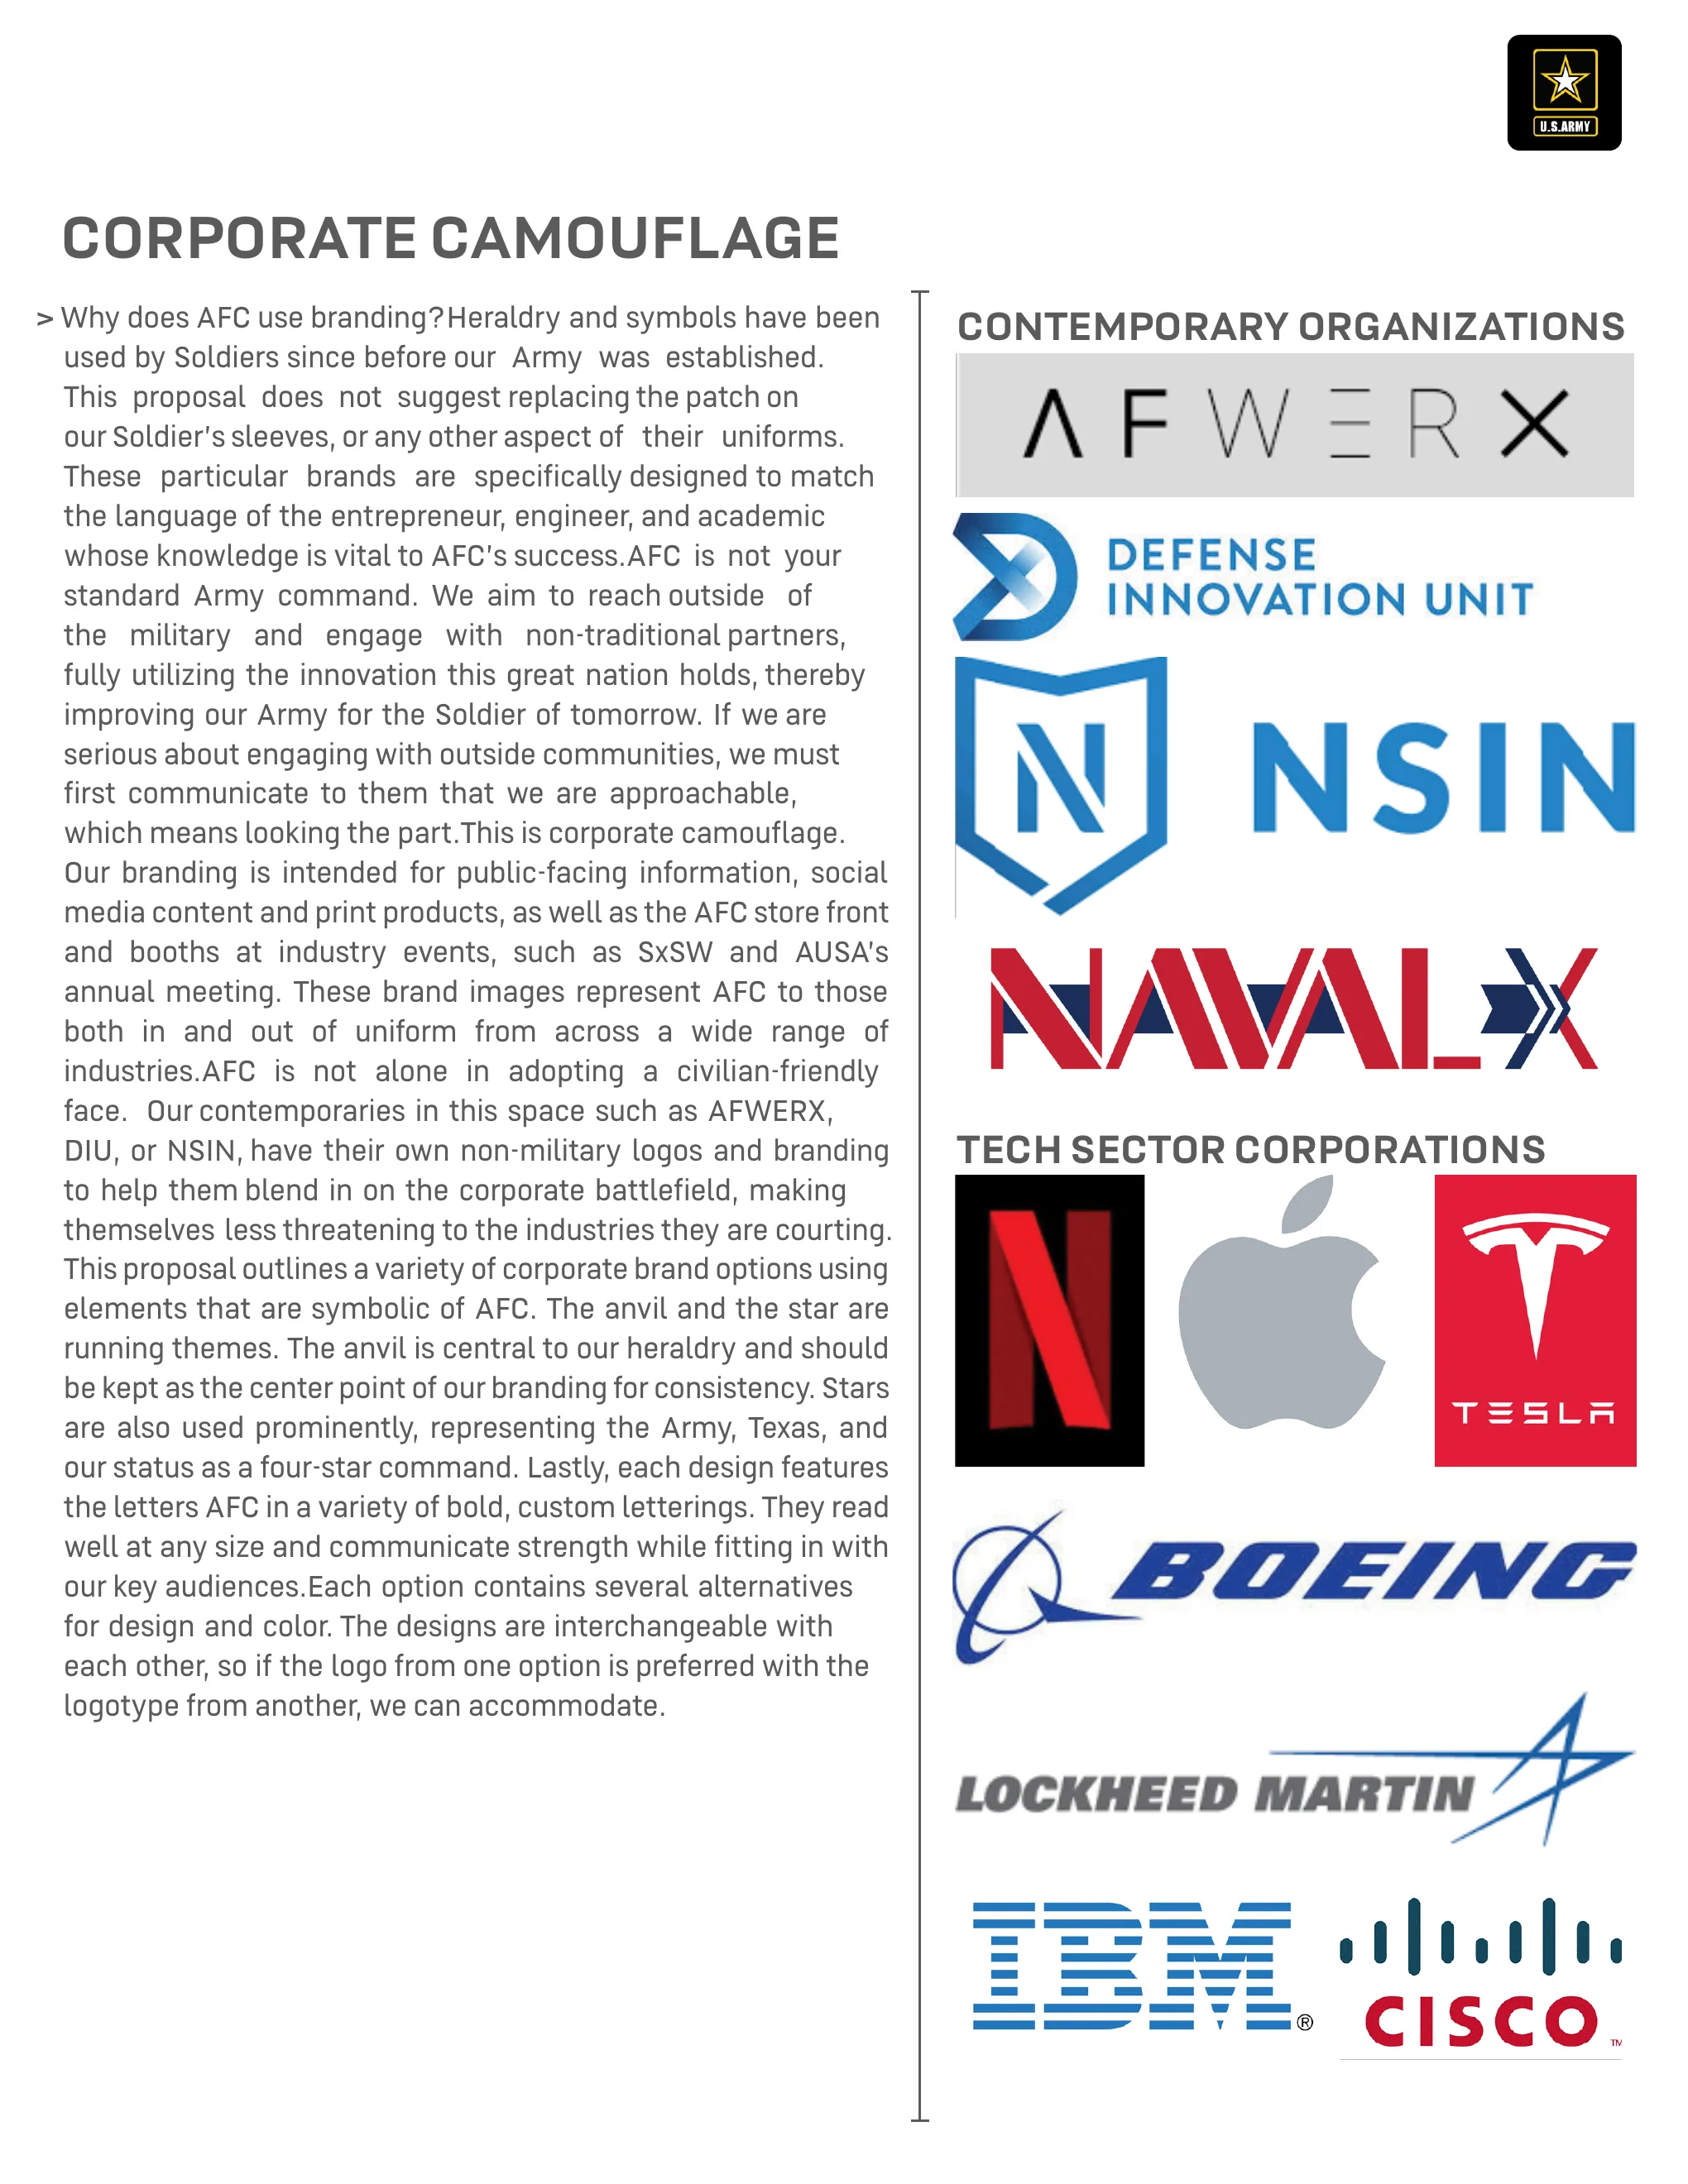 U.S.ARMY
CORPORATE CAMOUFLAGE
> Why does AFC use branding?Heraldry and symbols have been
used by Soldiers since before our Army was established.
This proposal does not suggest replacing the patch on
our Soldier's sleeves, or any other aspect of their uniforms.
These particular brands are specifically designed to match
the language of the entrepreneur, engineer, and academic
whose knowledge is vital to AFC's success.AFC is not your
standard Army command. We aim to reach outside of
the military and engage with non-traditional partners,
fully utilizing the innovation this great nation holds, thereby
improving our Army for the Soldier of tomorrow. If we are
serious about engaging with outside communities, we must
first communicate to them that we are approachable,
which means looking the part.This is corporate camouflage.
Our branding is intended for public-facing information, social
media content and print products, as well as the AFC store front
and booths at industry events, such as SxSW and AUSA's
annual meeting. These brand images represent AFC to those
both in and out of uniform from across a wide range of
industries.AFC is not alone in adopting a civilian-friendly
face. Our contemporaries in this space such as AFWERX,
DIU, or NSIN, have their own non-military logos and branding
to help them blend in on the corporate battlefield, making
themselves less threatening to the industries they are courting.
This proposal outlines a variety of corporate brand options using
elements that are symbolic of AFC. The anvil and the star are
running themes. The anvil is central to our heraldry and should
be kept as the center point of our branding for consistency. Stars
are also used prominently, representing the Army, Texas, and
our status as a four-star command. Lastly, each design features
the letters AFC in a variety of bold, custom letterings. They read
well at any size and communicate strength while fitting in with
our key audiences.Each option contains several alternatives
for design and color. The designs are interchangeable with
each other, so if the logo from one option is preferred with the
logotype from another, we can accommodate.
CONTEMPORARY ORGANIZATIONS
AFWERX
DEFENSE
INNOVATION UNIT
N NSIN
NAVALX
TECH SECTOR CORPORATIONS
N
TESLA
BOEING
LOCKHEED MARTIN
IBM®
CISCO™